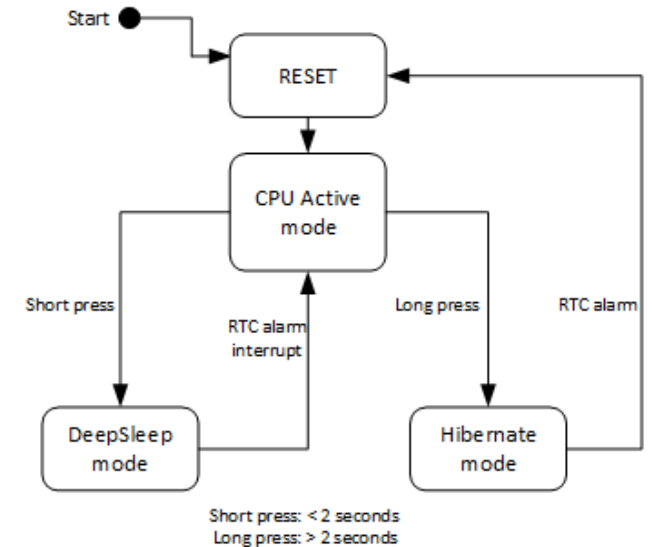 Start
RESET
CPU Active
mode
Short press
RTC alarm
interrupt
Long press
RTC alarm
DeepSleep
mode
Hibernate
mode
Short press: < 2 seconds
Long press: > 2 seconds